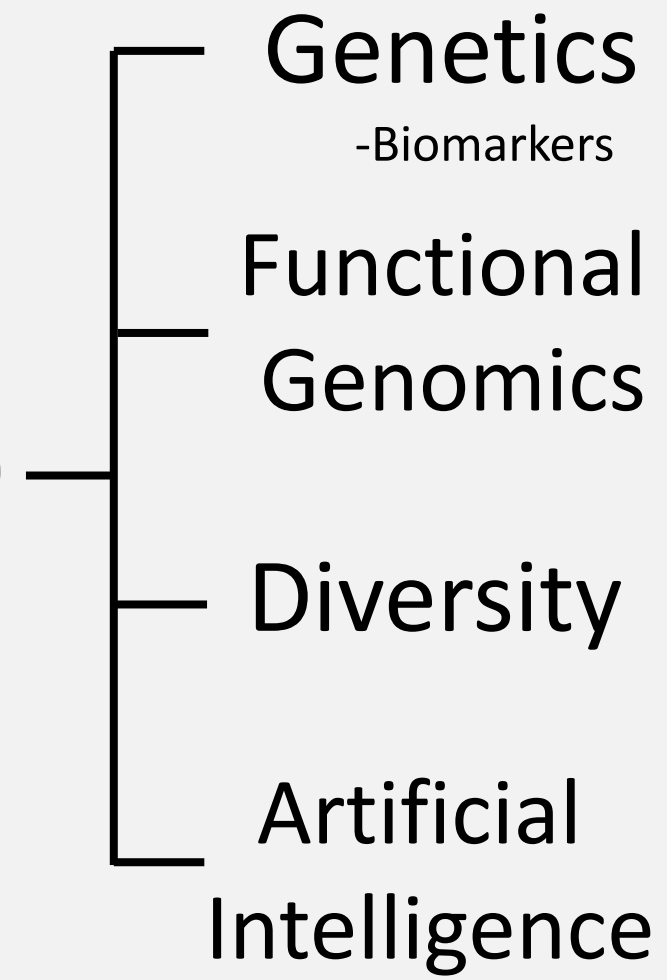 Genetics
-Biomarkers
Functional
Genomics
Diversity
Artificial
Intelligence